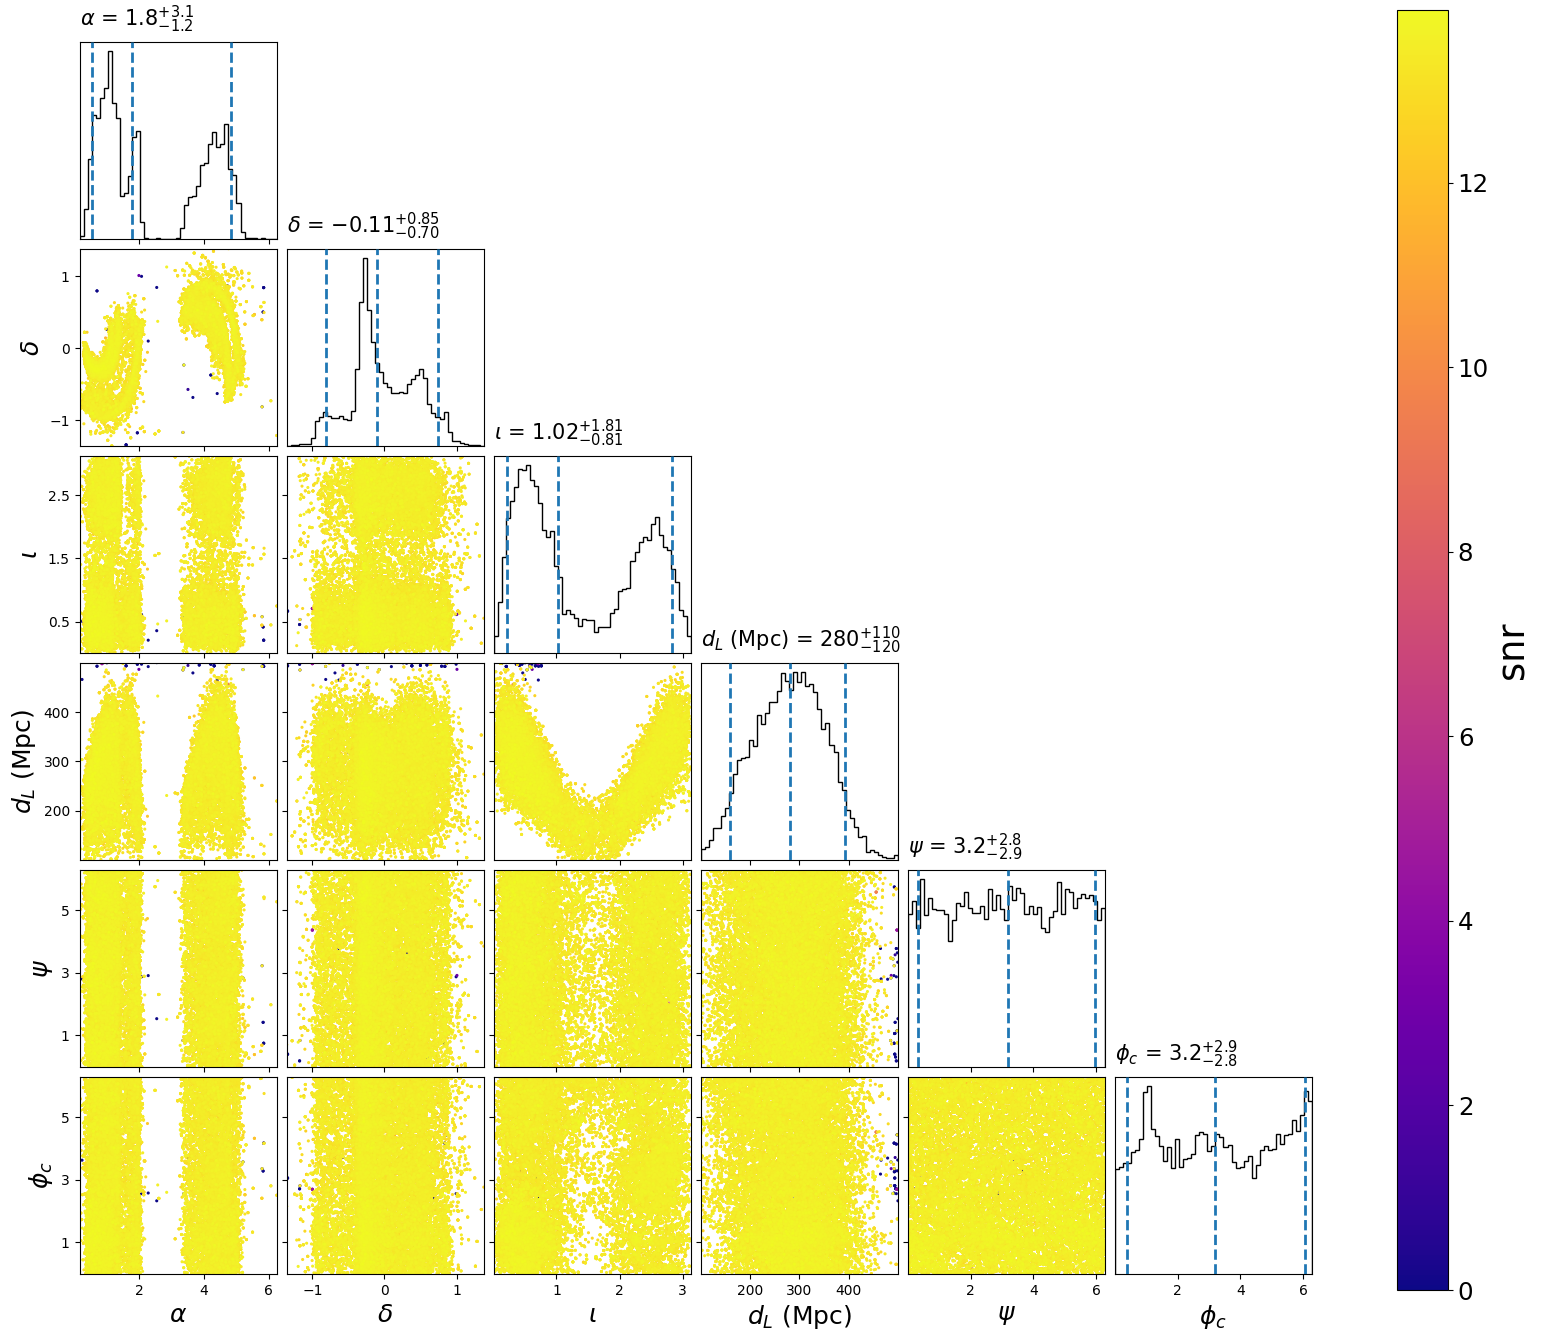 α = 1.8+3.1−1.2
δ = −0.11+0.85−0.70
1
0
−1
δ
ι = 1.02+1.81−0.81
2.5
1.5
0.5
ι
d_L (Mpc) = 280+110−120
400
300
200
d_L (Mpc)
ψ = 3.2+2.8−2.9
5
3
1
ψ
ϕ_c = 3.2+2.9−2.8
5
3
1
ϕ_c
2 4 6
−1 0 1
1 2 3
200 300 400
2 4 6
2 4 6
α
δ
ι
d_L (Mpc)
ψ
ϕ_c
12
10
8
6
4
2
0
snr